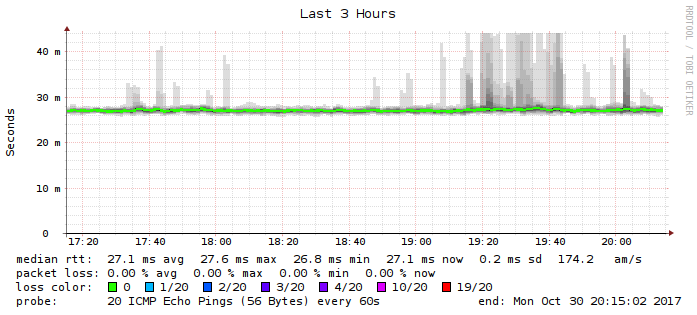 Last 3 Hours
RRDTOOL / TOBI OETIKER
Seconds
40 m
30 m
20 m
10 m
0
17:20 17:40 18:00 18:20 18:40 19:00 19:20 19:40 20:00
median rtt: 27.1 ms avg 27.6 ms max 26.8 ms min 27.1 ms now 0.2 ms sd 174.2 am/s
packet loss: 0.00 % avg 0.00 % max 0.00 % min 0.00 % now
loss color: 0 1/20 2/20 3/20 4/20 10/20 19/20
probe: 20 ICMP Echo Pings (56 Bytes) every 60s end: Mon Oct 30 20:15:02 2017